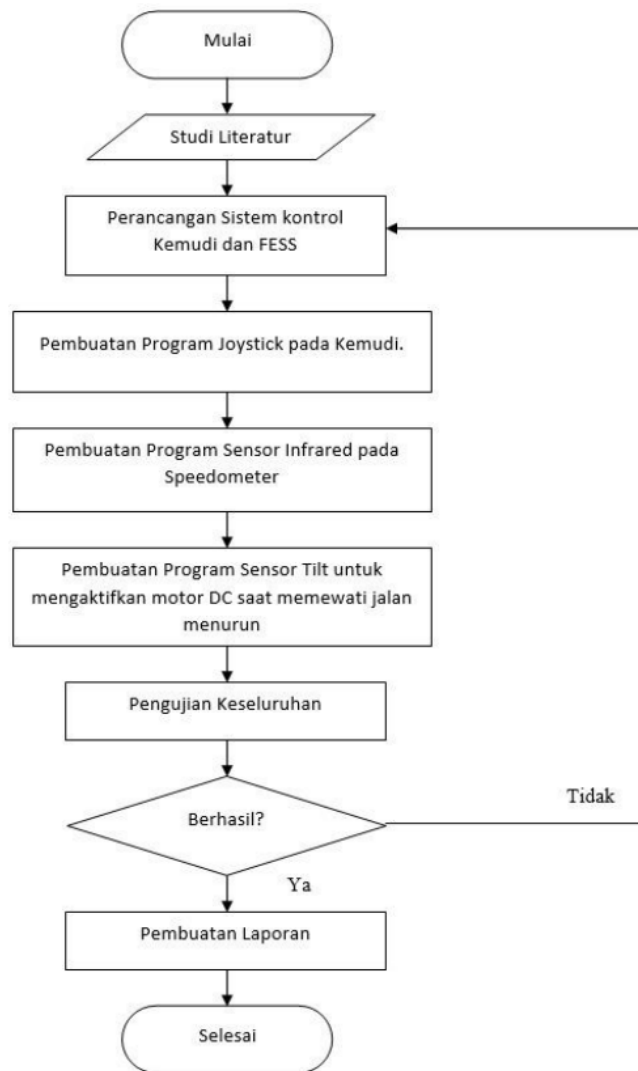 Mulai
Studi Literatur
Perancangan Sistem kontrol
Kemudi dan FESS
Pembuatan Program Joystick pada Kemudi.
Pembuatan Program Sensor Infrared pada
Speedometer
Pembuatan Program Sensor Tilt untuk
mengaktifkan motor DC saat memewati jalan
menurun
Pengujian Keseluruhan
Berhasil?
Tidak
Ya
Pembuatan Laporan
Selesai